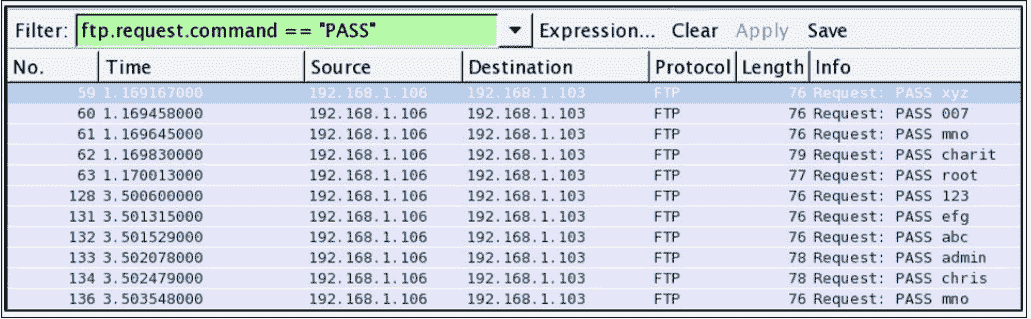 Filter: ftp.request.command == "PASS" Expression... Clear Apply Save
No. Time Source Destination Protocol Length Info
59 1.169167000 192.168.1.106 192.168.1.103 FTP 76 Request: PASS xyz
60 1.169458000 192.168.1.106 192.168.1.103 FTP 76 Request: PASS 007
61 1.169645000 192.168.1.106 192.168.1.103 FTP 76 Request: PASS mno
62 1.169830000 192.168.1.106 192.168.1.103 FTP 79 Request: PASS charit
63 1.170013000 192.168.1.106 192.168.1.103 FTP 77 Request: PASS root
128 3.500600000 192.168.1.106 192.168.1.103 FTP 76 Request: PASS 123
131 3.501315000 192.168.1.106 192.168.1.103 FTP 76 Request: PASS efg
132 3.501529000 192.168.1.106 192.168.1.103 FTP 76 Request: PASS abc
133 3.502078000 192.168.1.106 192.168.1.103 FTP 78 Request: PASS admin
134 3.502479000 192.168.1.106 192.168.1.103 FTP 78 Request: PASS chris
136 3.503548000 192.168.1.106 192.168.1.103 FTP 76 Request: PASS mno